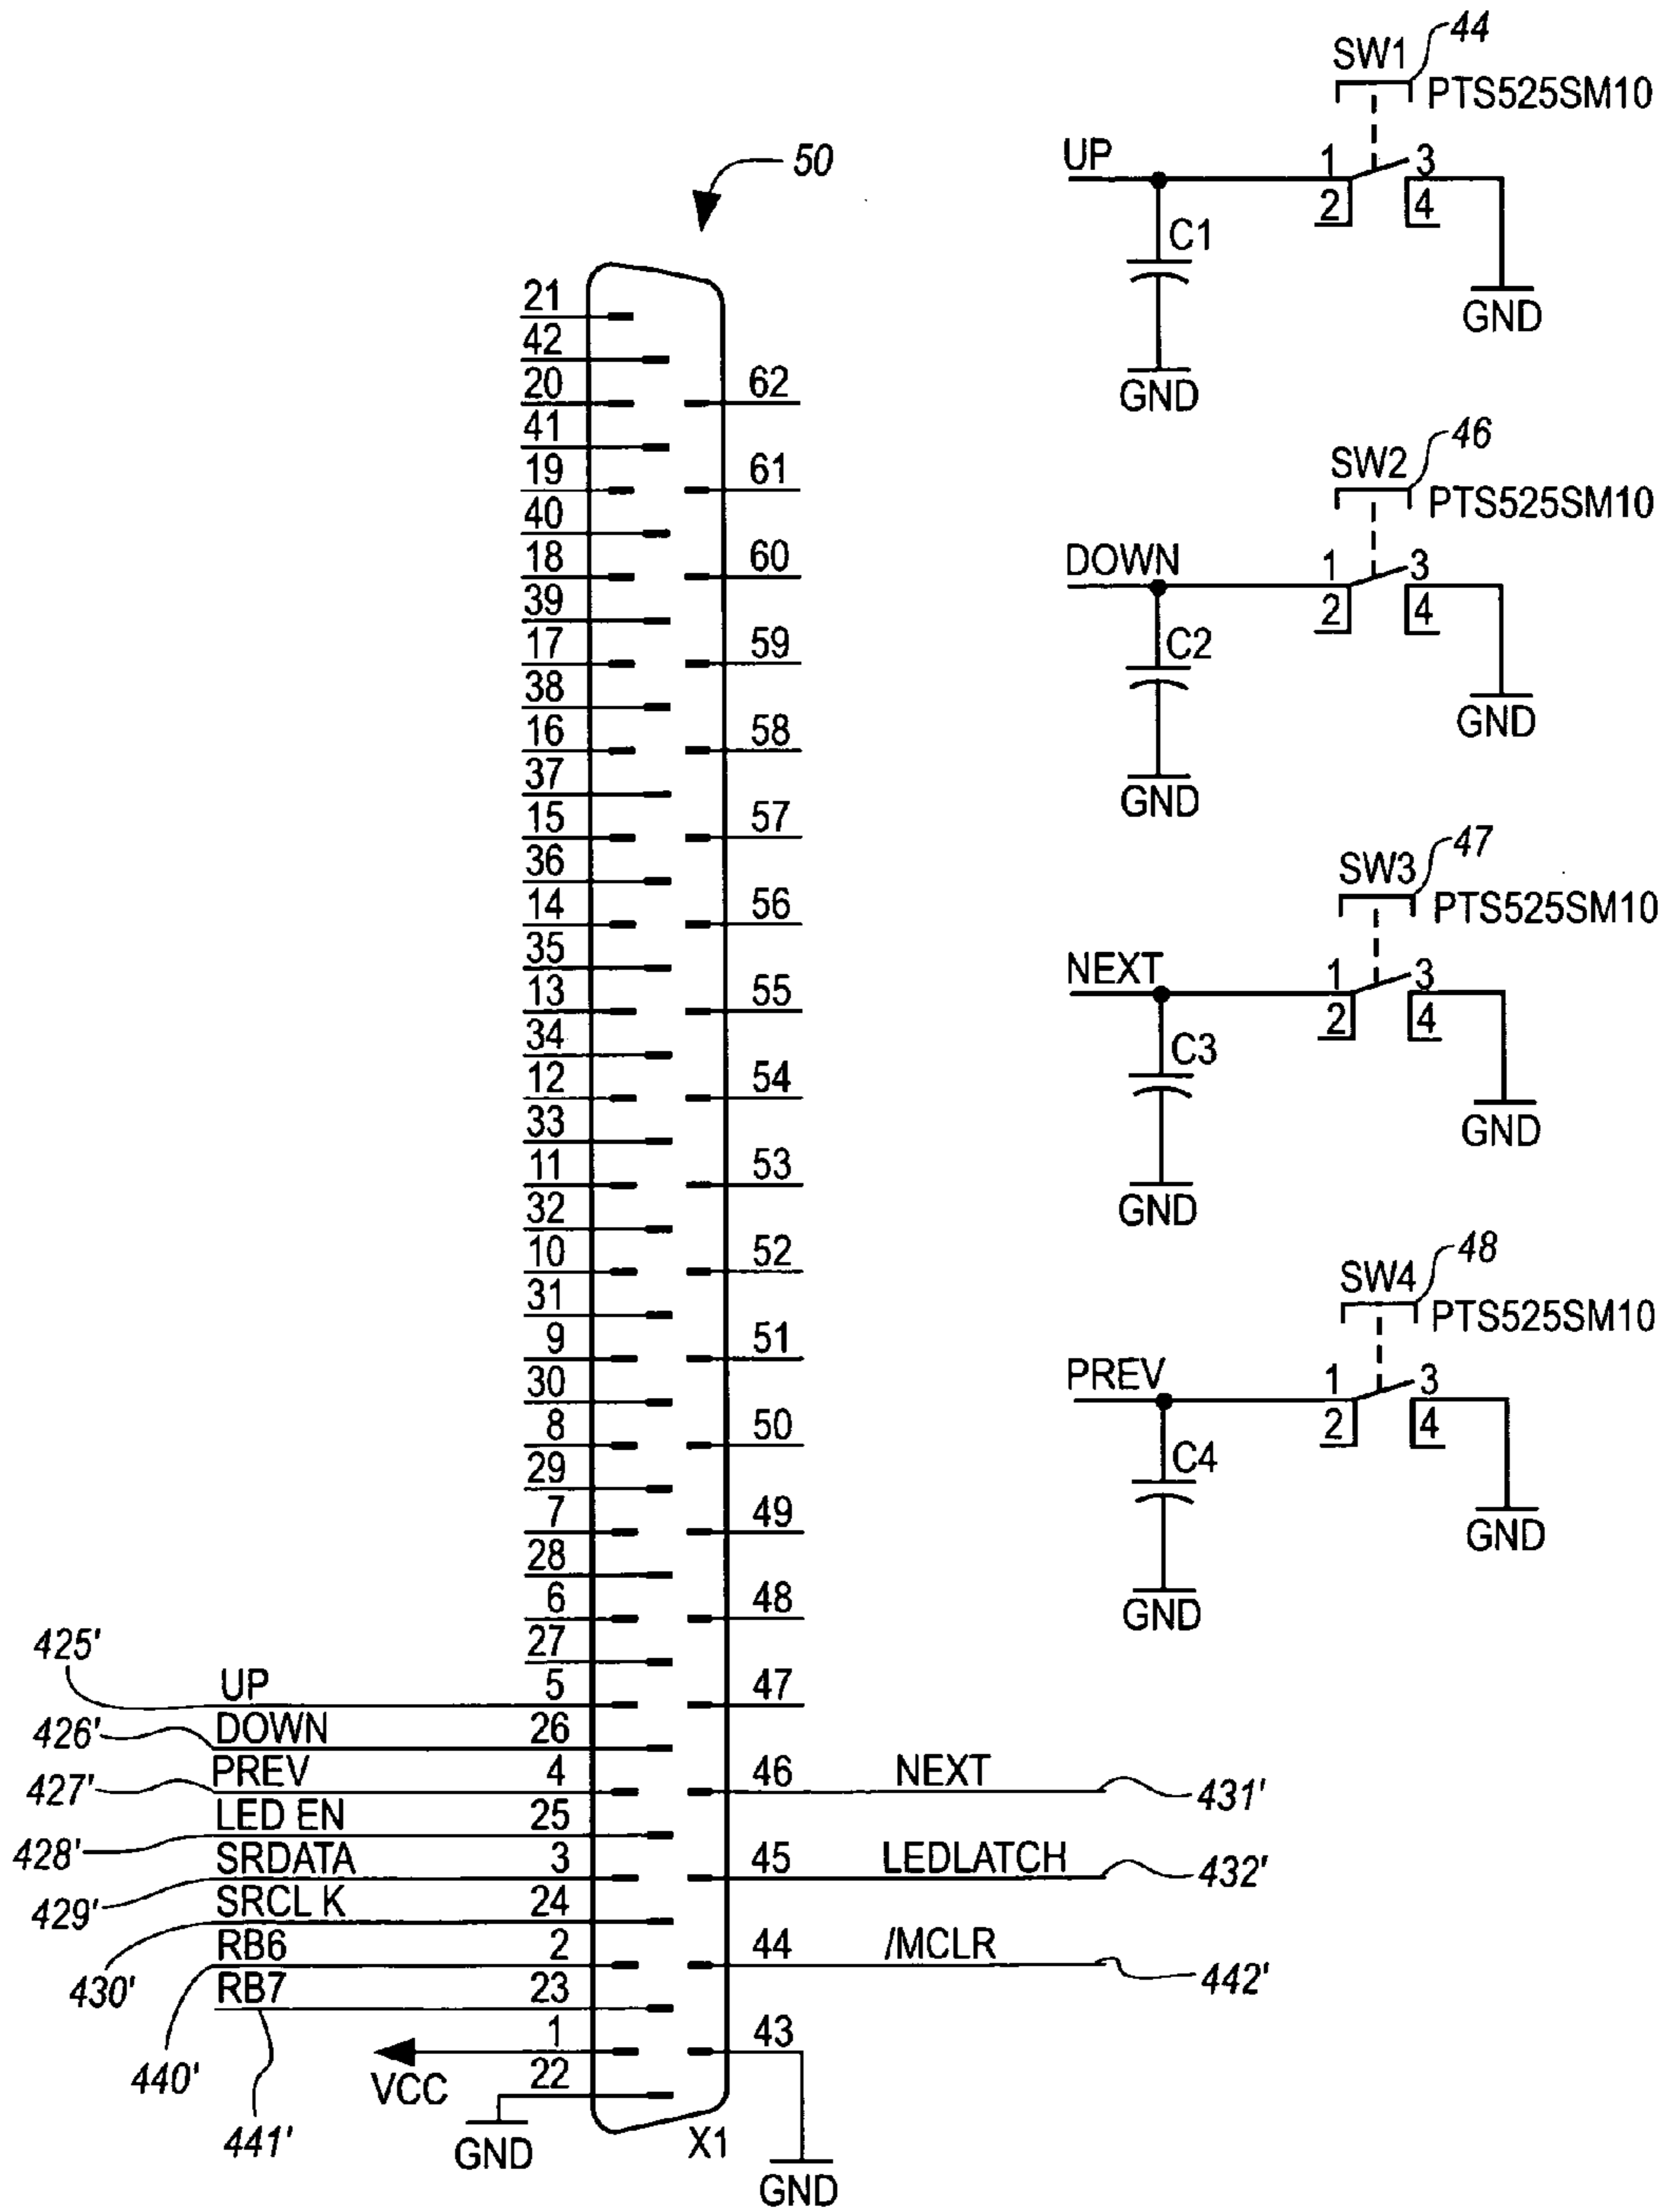 50
21
42
20
62
41
19
61
40
18
60
39
17
59
38
16
58
37
15
57
36
14
56
35
13
55
34
12
54
33
11
53
32
10
52
31
9
51
30
8
50
29
7
49
28
6
48
27
425' UP 5
47
426' DOWN 26
427' PREV 4
46 NEXT 431'
428' LED EN 25
429' SRDATA 3
45 LEDLATCH 432'
430' SRCL K 24
440' RB6 2
44 /MCLR 442'
441' RB7 23
VCC 1
43
GND
22
GND
X1
SW1 44
PTS525SM10
UP
1 3
2 4
C1
GND
GND
SW2 46
PTS525SM10
DOWN
1 3
2 4
C2
GND
GND
SW3 47
PTS525SM10
NEXT
1 3
2 4
C3
GND
GND
SW4 48
PTS525SM10
PREV
1 3
2 4
C4
GND
GND